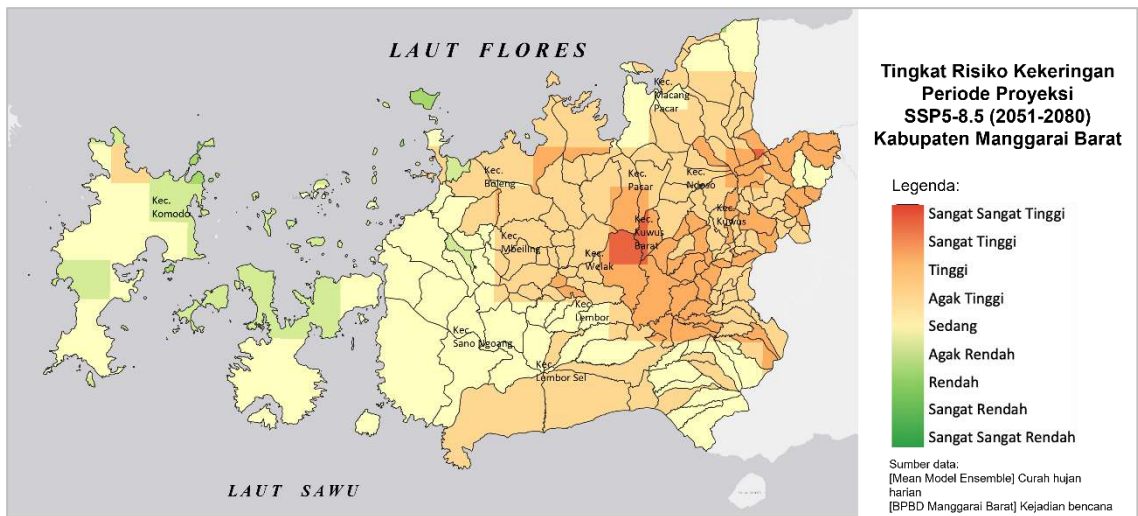 LAUT FLORES
Kec.
Macang
Pacar
Kec.
Boleng
Kec.
Pacar
Kec.
Ndoso
Kec.
Komodo
Kec.
Kuwus
Kec.
Kuwus
Barat
Kec.
Mbeiling
Kec.
Welak
Kec.
Lembor
Kec.
Sano Ngoang
Kec.
Lembor Sel
LAUT SAWU
Tingkat Risiko Kekeringan
Periode Proyeksi
SSP5-8.5 (2051-2080)
Kabupaten Manggarai Barat
Legenda:
Sangat Sangat Tinggi
Sangat Tinggi
Tinggi
Agak Tinggi
Sedang
Agak Rendah
Rendah
Sangat Rendah
Sangat Sangat Rendah
Sumber data:
[Mean Model Ensemble] Curah hujan
harian
[BPBD Manggarai Barat] Kejadian bencana